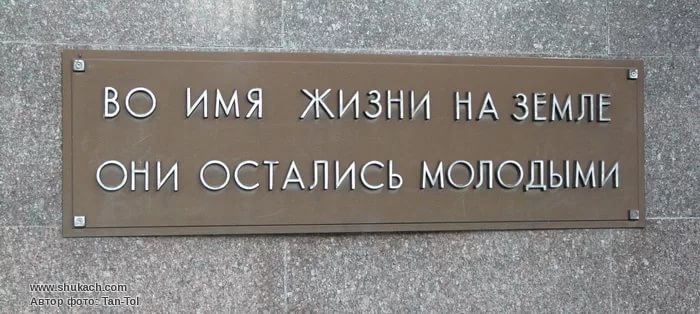 ВО ИМЯ ЖИЗНИ НА ЗЕМЛЕ
ОНИ ОСТАЛИСЬ МОЛОДЫМИ
www.shukach.com
Автор фото: Tan-Tol